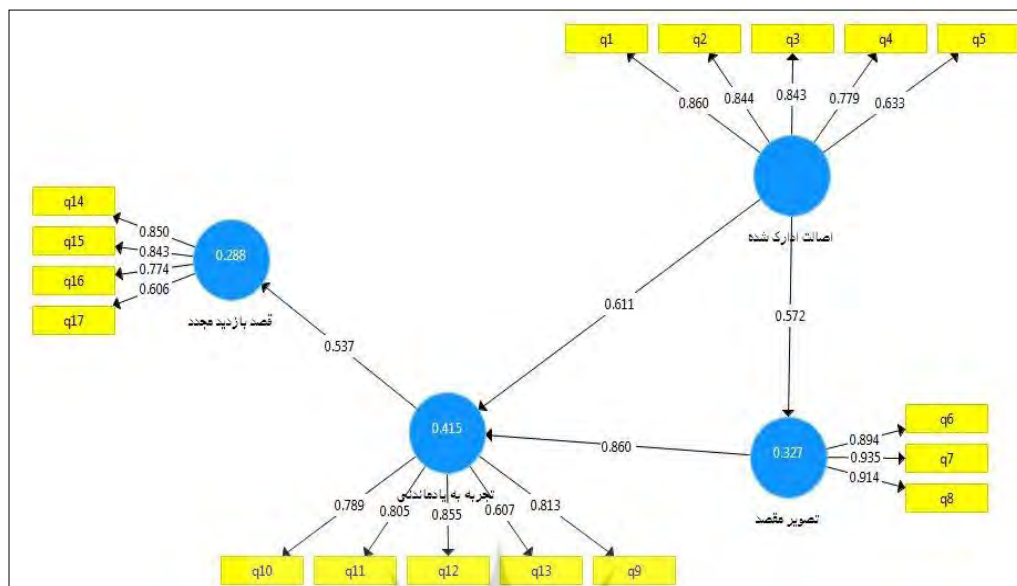 q1 q2 q3 q4 q5
0.860 0.844 0.843 0.779 0.633
اصالت ادارک شده
q14
q15
q16
q17
0.850
0.843
0.774
0.606
0.288
قصد بازدید مجدد
0.611
0.572
0.537
0.415
تجربه به یادماندنی
0.860
0.327
تصویر مقصد
q6
q7
q8
0.894
0.935
0.914
0.789 0.805 0.855 0.607 0.813
q10 q11 q12 q13 q9